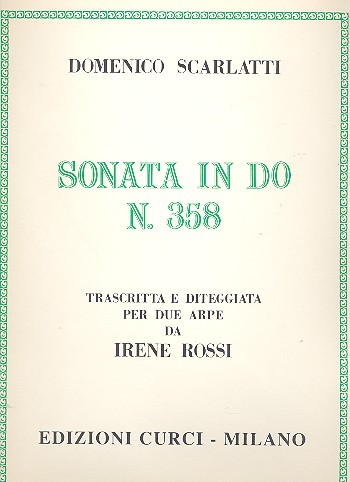 DOMENICO SCARLATTI
SONATA IN DO
N. 358
TRASCRITTA E DITEGGIATA
PER DUE ARPE
DA
IRENE ROSSI
EDIZIONI CURCI - MILANO